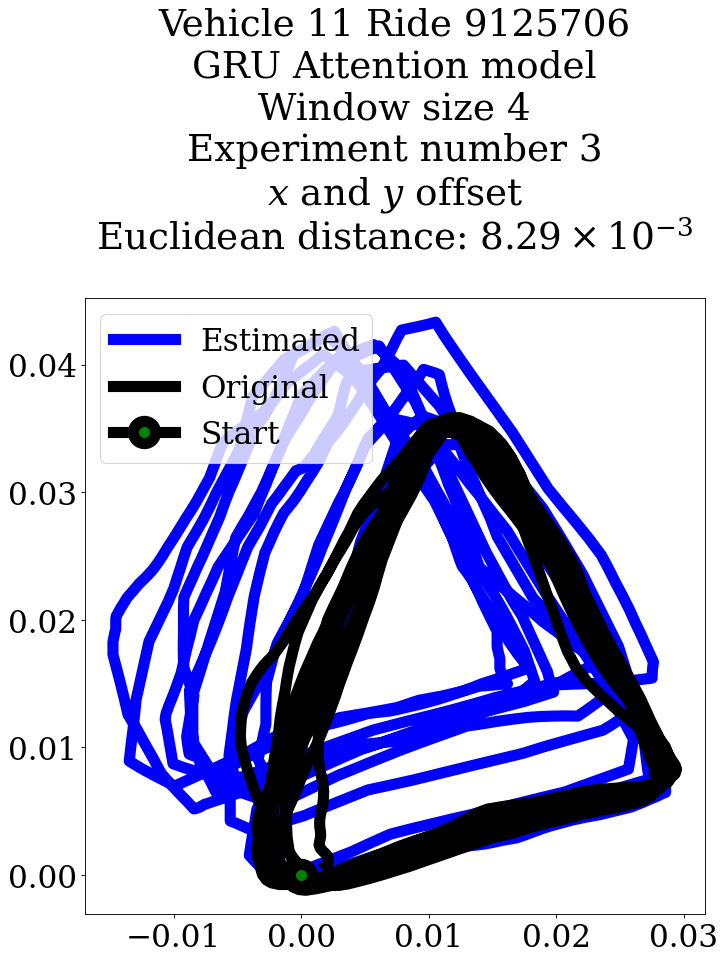 Vehicle 11 Ride 9125706
GRU Attention model
Window size 4
Experiment number 3
x and y offset
Euclidean distance: 8.29 × 10⁻³
Estimated
Original
Start
0.04
0.03
0.02
0.01
0.00
−0.01 0.00 0.01 0.02 0.03